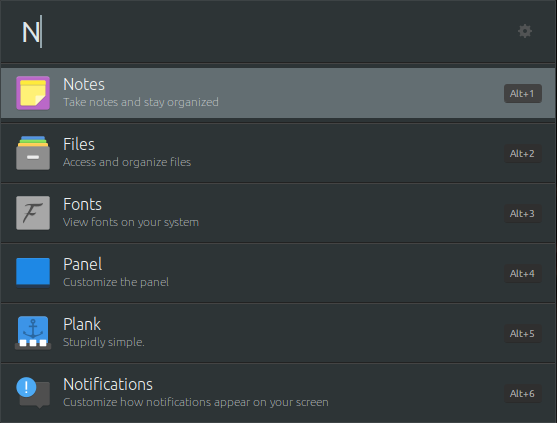 N
Notes
Take notes and stay organized
Alt+1
Files
Access and organize files
Alt+2
Fonts
View fonts on your system
Alt+3
Panel
Customize the panel
Alt+4
Plank
Stupidly simple.
Alt+5
Notifications
Customize how notifications appear on your screen
Alt+6